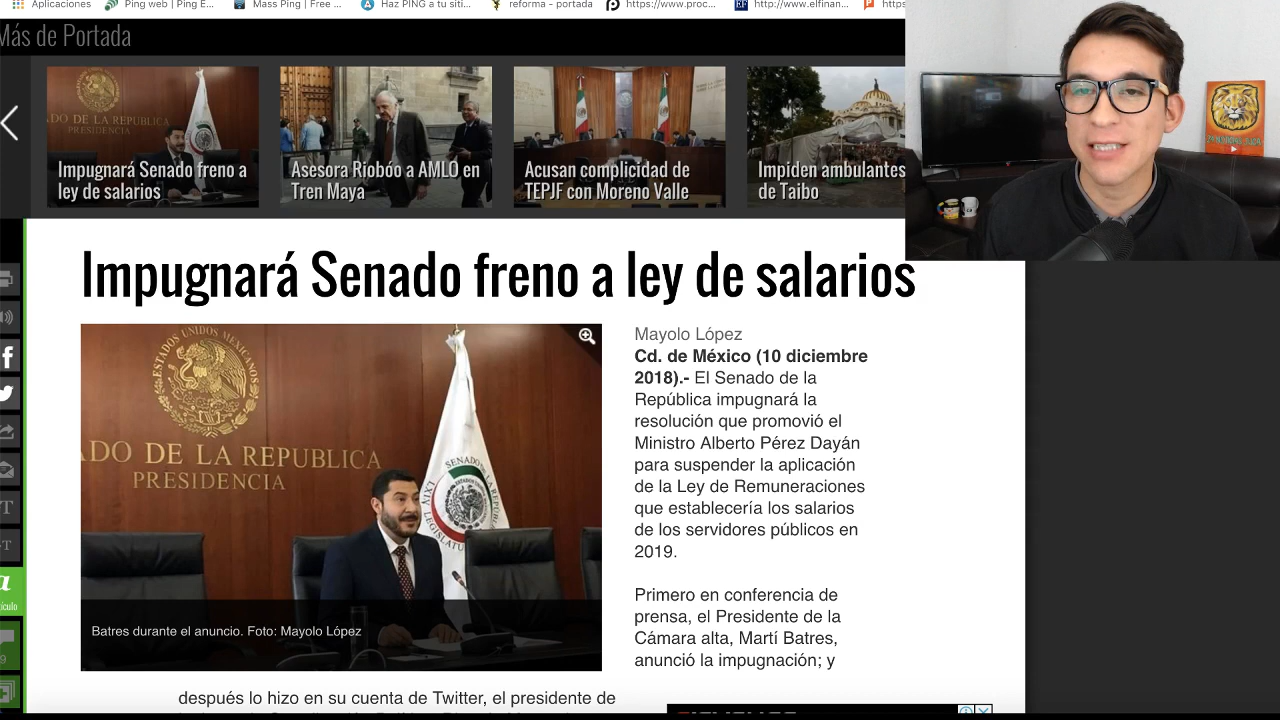 Aplicaciones
Ping web | Ping E...
Mass Ping | Free ...
Haz PING a tu siti...
reforma - portada
https://www.proc...
http://www.elfinan...
https
Más de Portada
DO DE LA REPUBLICA
PRESIDENCIA
Impugnará Senado freno a
ley de salarios
Asesora Riobóo a AMLO en
Tren Maya
Acusan complicidad de
TEPJF con Moreno Valle
Impiden ambulantes
de Taibo
Impugnará Senado freno a ley de salarios
ESTADOS UNIDOS MEXICANOS
ADO DE LA REPUBLICA
PRESIDENCIA
SENADO DE
LXIV LEGISLATU
Batres durante el anuncio. Foto: Mayolo López
Mayolo López
Cd. de México (10 diciembre
2018).- El Senado de la
República impugnará la
resolución que promovió el
Ministro Alberto Pérez Dayán
para suspender la aplicación
de la Ley de Remuneraciones
que establecería los salarios
de los servidores públicos en
2019.
Primero en conferencia de
prensa, el Presidente de la
Cámara alta, Martí Batres,
anunció la impugnación; y
después lo hizo en su cuenta de Twitter, el presidente de